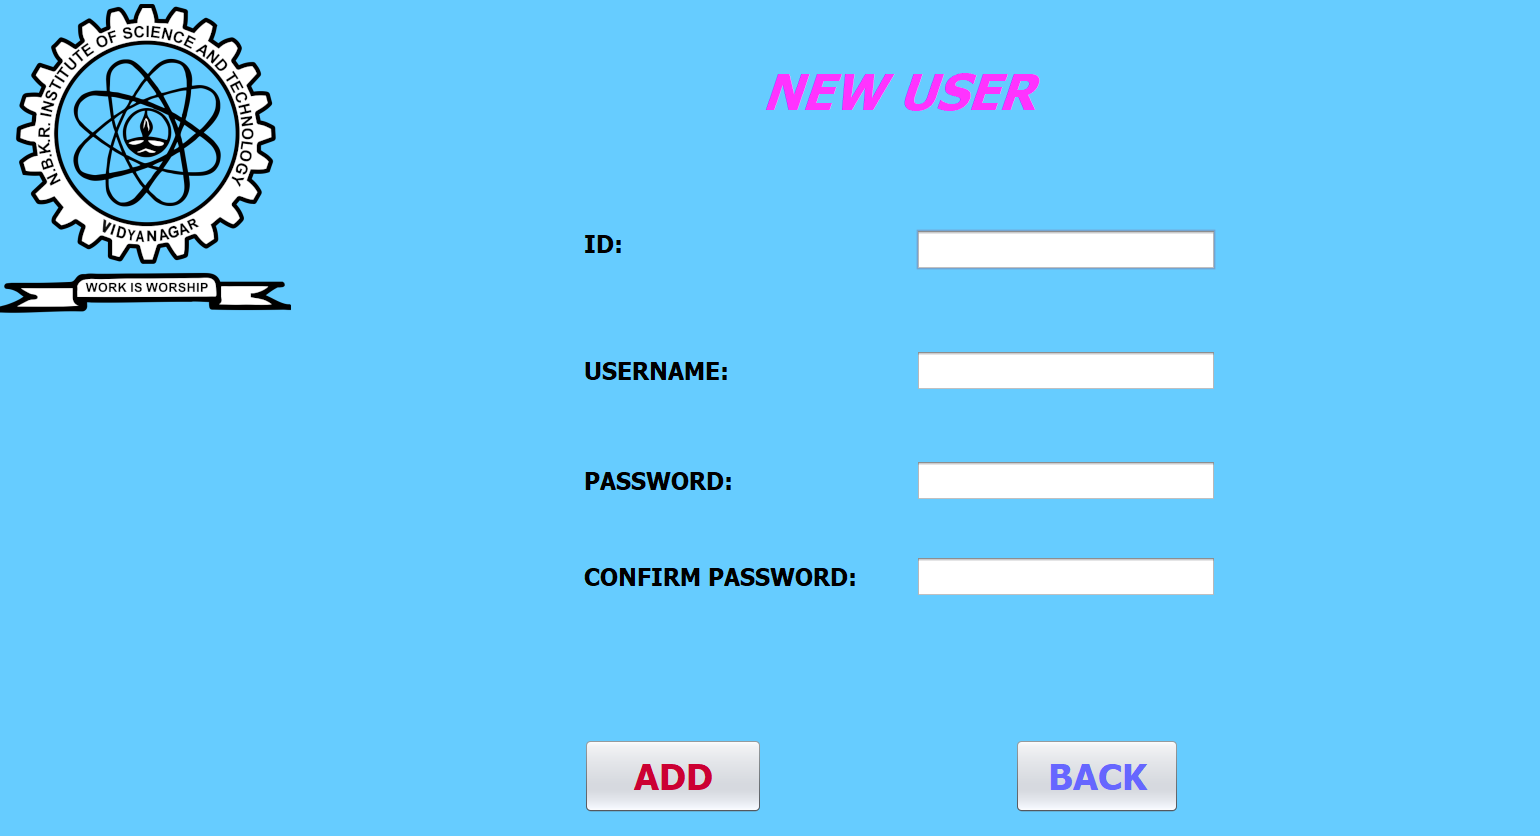 N.B.K.R. INSTITUTE OF SCIENCE AND TECHNOLOGY
VIDYANAGAR
WORK IS WORSHIP
NEW USER
ID:
USERNAME:
PASSWORD:
CONFIRM PASSWORD:
ADD
BACK